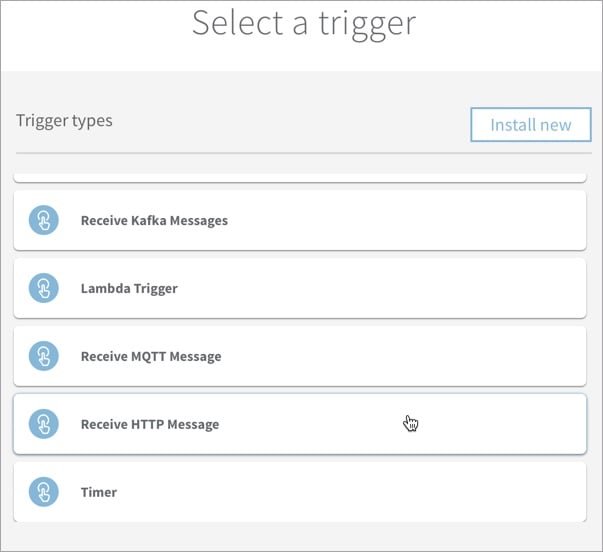 Select a trigger
Trigger types
Install new
Receive Kafka Messages
Lambda Trigger
Receive MQTT Message
Receive HTTP Message
Timer